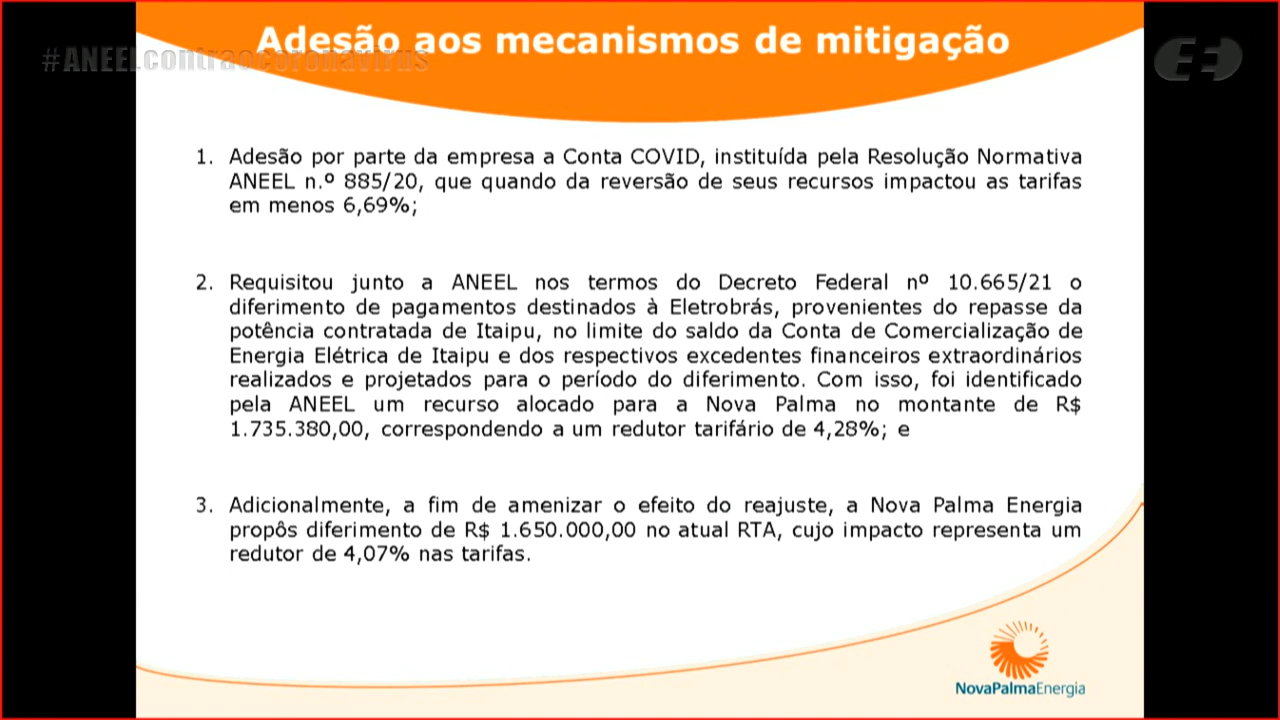 Adesão aos mecanismos de mitigação
#ANEELcontraocoronavirus
1. Adesão por parte da empresa a Conta COVID, instituída pela Resolução Normativa
ANEEL n.º 885/20, que quando da reversão de seus recursos impactou as tarifas
em menos 6,69%;
2. Requisitou junto a ANEEL nos termos do Decreto Federal nº 10.665/21 o
diferimento de pagamentos destinados à Eletrobrás, provenientes do repasse da
potência contratada de Itaipu, no limite do saldo da Conta de Comercialização de
Energia Elétrica de Itaipu e dos respectivos excedentes financeiros extraordinários
realizados e projetados para o período do diferimento. Com isso, foi identificado
pela ANEEL um recurso alocado para a Nova Palma no montante de R$
1.735.380,00, correspondendo a um redutor tarifário de 4,28%; e
3. Adicionalmente, a fim de amenizar o efeito do reajuste, a Nova Palma Energia
propôs diferimento de R$ 1.650.000,00 no atual RTA, cujo impacto representa um
redutor de 4,07% nas tarifas.
NovaPalmaEnergia